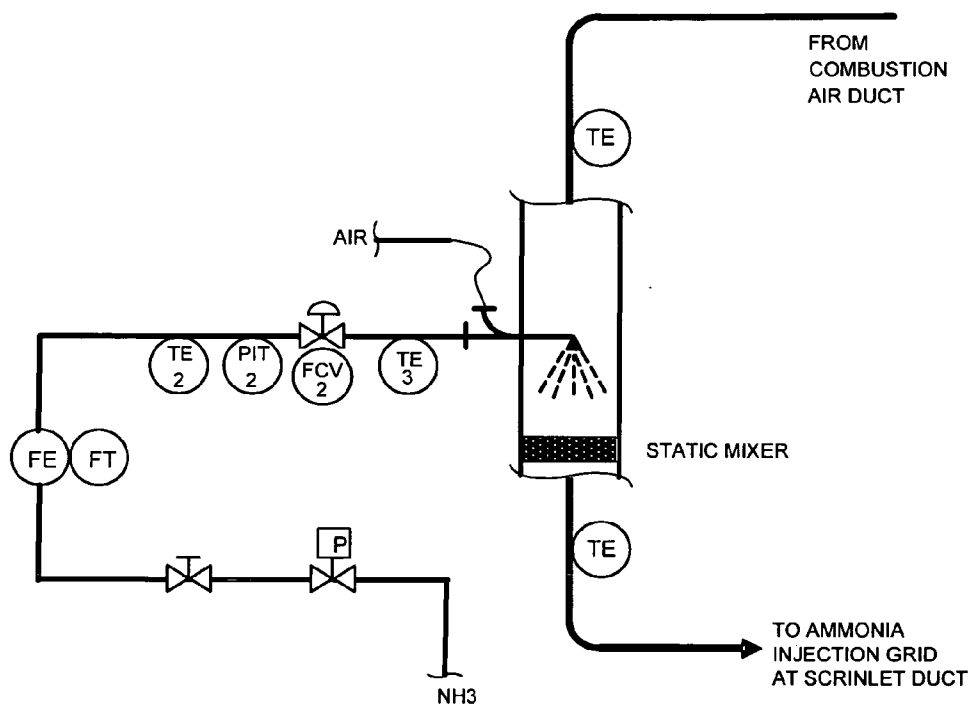 FROM
COMBUSTION
AIR DUCT
TE
AIR
TE
2
PIT
2
FCV
2
TE
3
FE
FT
STATIC MIXER
P
TE
TO AMMONIA
INJECTION GRID
AT SCRINLET DUCT
NH3